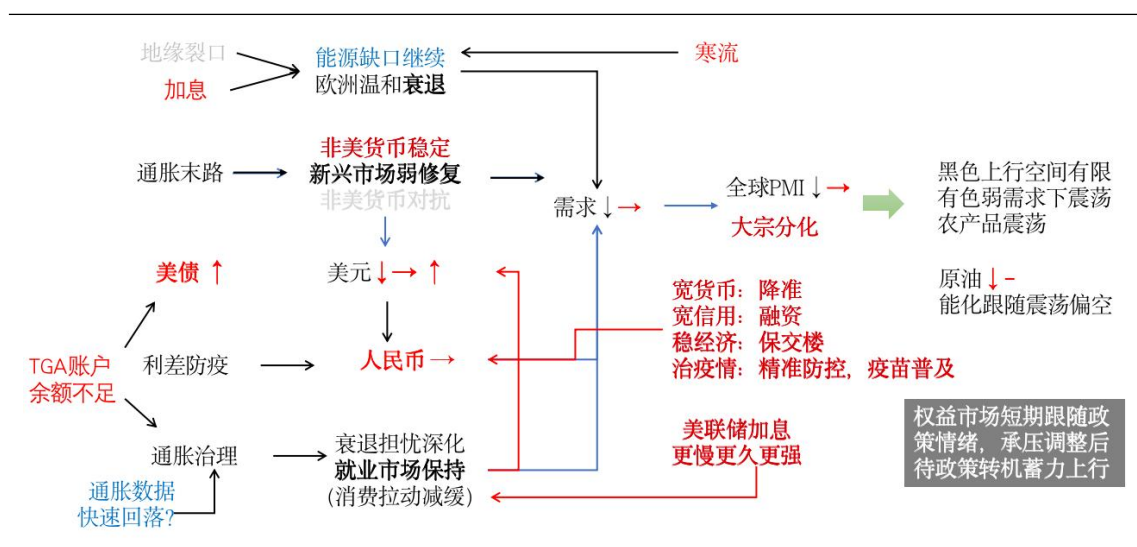 地缘裂口
加息
能源缺口继续
欧洲温和衰退
寒流
通胀末路
非美货币稳定
新兴市场弱修复
非美货币对抗
需求↓→
全球PMI↓→
大宗分化
黑色上行空间有限
有色弱需求下震荡
农产品震荡
原油↓-
能化跟随震荡偏空
美债↑
美元↓→↑
宽货币：降准
宽信用：融资
稳经济：保交楼
治疫情：精准防控，疫苗普及
TGA账户
余额不足
利差防疫
人民币→
通胀治理
衰退担忧深化
就业市场保持
(消费拉动减缓)
美联储加息
更慢更久更强
权益市场短期跟随政
策情绪，承压调整后
待政策转机蓄力上行
通胀数据
快速回落?